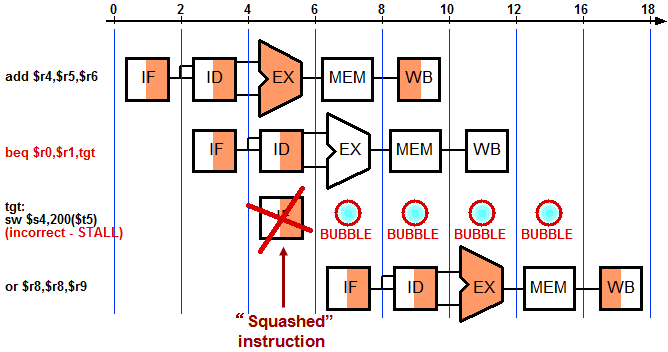 0 2 4 6 8 10 12 14 16 18
add $r4,$r5,$r6 IF ID EX MEM WB
beq $r0,$r1,tgt IF ID EX MEM WB
tgt:
sw $s4,200($t5)
(incorrect - STALL) BUBBLE BUBBLE BUBBLE BUBBLE
or $r8,$r8,$r9 IF ID EX MEM WB
“ Squashed”
instruction